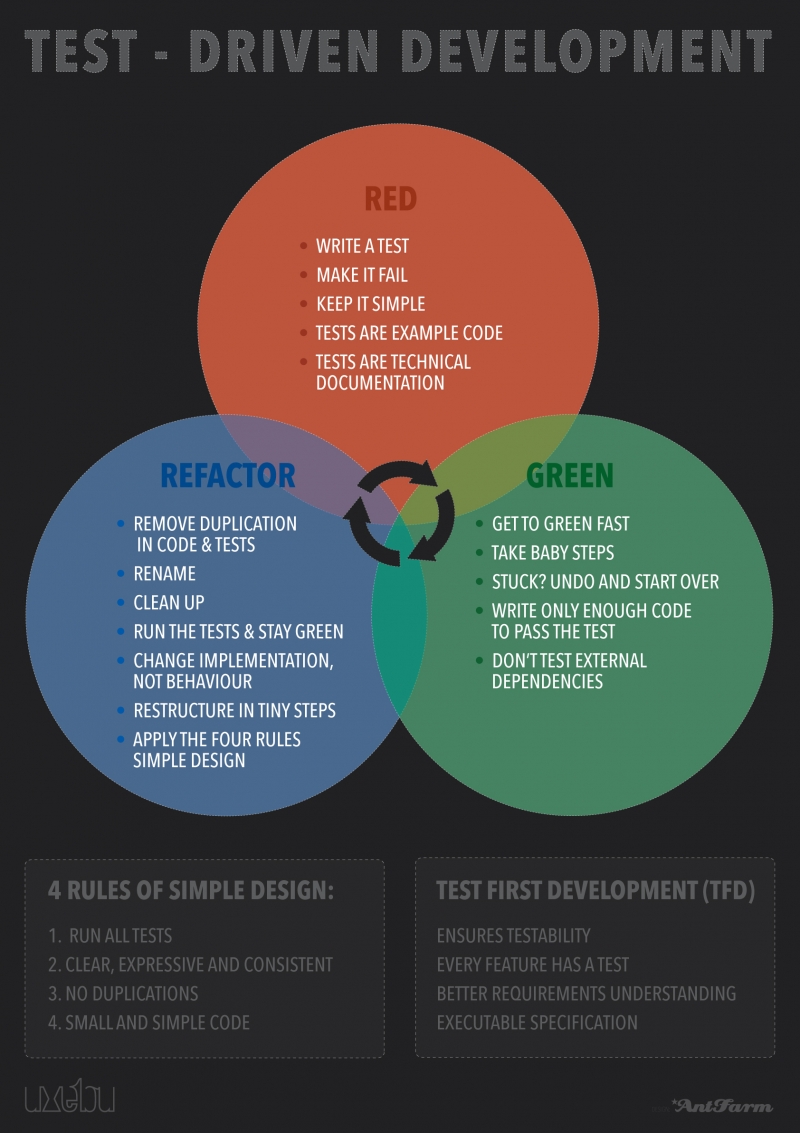 TEST - DRIVEN DEVELOPMENT
RED
• WRITE A TEST
• MAKE IT FAIL
• KEEP IT SIMPLE
• TESTS ARE EXAMPLE CODE
• TESTS ARE TECHNICAL
DOCUMENTATION
REFACTOR
• REMOVE DUPLICATION
IN CODE & TESTS
• RENAME
• CLEAN UP
• RUN THE TESTS & STAY GREEN
• CHANGE IMPLEMENTATION,
NOT BEHAVIOUR
• RESTRUCTURE IN TINY STEPS
• APPLY THE FOUR RULES
SIMPLE DESIGN
GREEN
• GET TO GREEN FAST
• TAKE BABY STEPS
• STUCK? UNDO AND START OVER
• WRITE ONLY ENOUGH CODE
TO PASS THE TEST
• DON'T TEST EXTERNAL
DEPENDENCIES
4 RULES OF SIMPLE DESIGN:
1. RUN ALL TESTS
2. CLEAR, EXPRESSIVE AND CONSISTENT
3. NO DUPLICATIONS
4. SMALL AND SIMPLE CODE
TEST FIRST DEVELOPMENT (TFD)
ENSURES TESTABILITY
EVERY FEATURE HAS A TEST
BETTER REQUIREMENTS UNDERSTANDING
EXECUTABLE SPECIFICATION
uxebu
AntFarm